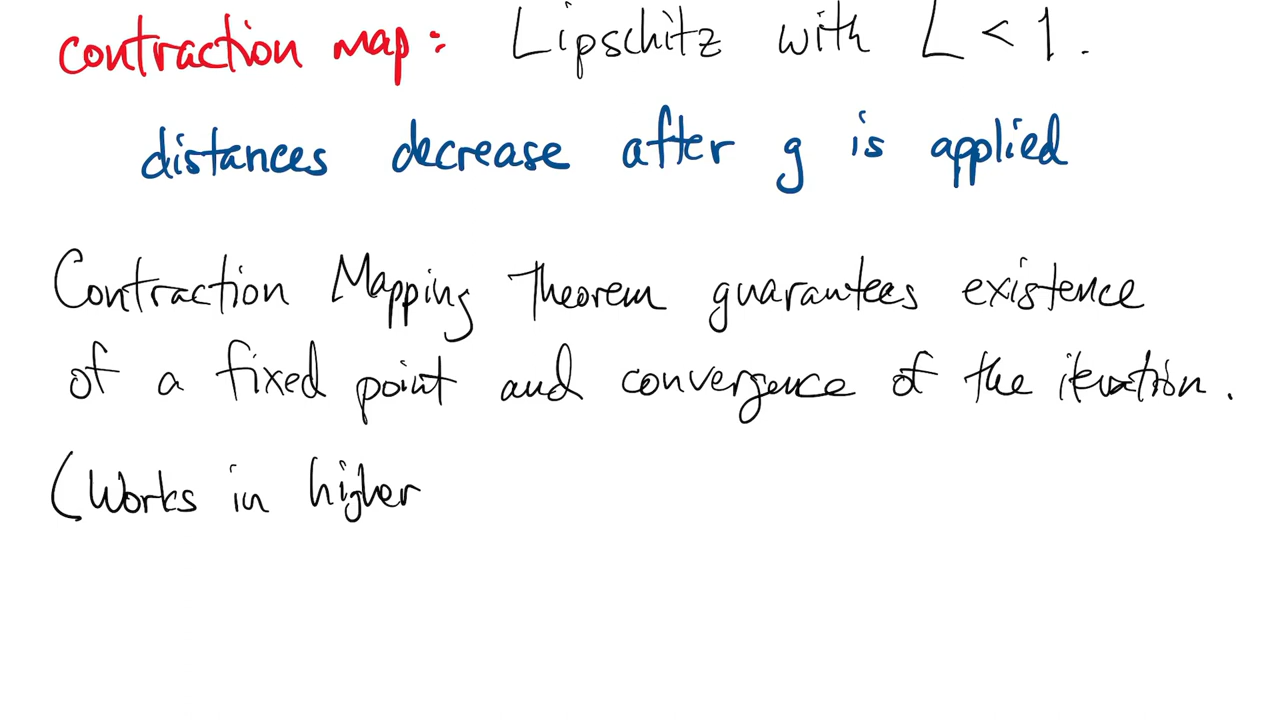 contraction map: Lipschitz with L < 1.
distances decrease after g is applied
Contraction Mapping Theorem guarantees existence
of a fixed point and convergence of the iteration.
(Works in higher